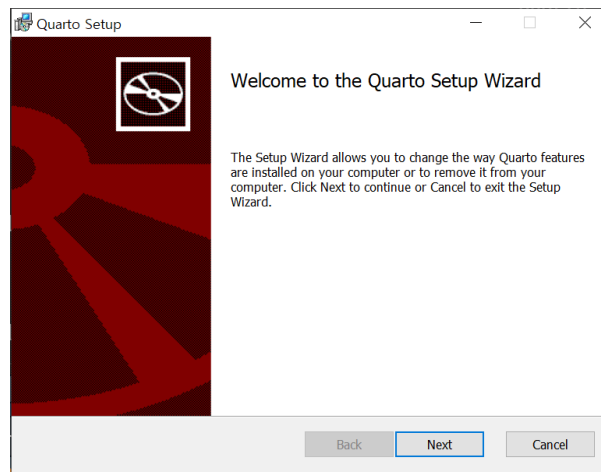 Quarto Setup
Welcome to the Quarto Setup Wizard
The Setup Wizard allows you to change the way Quarto features
are installed on your computer or to remove it from your
computer. Click Next to continue or Cancel to exit the Setup
Wizard.
Back
Next
Cancel